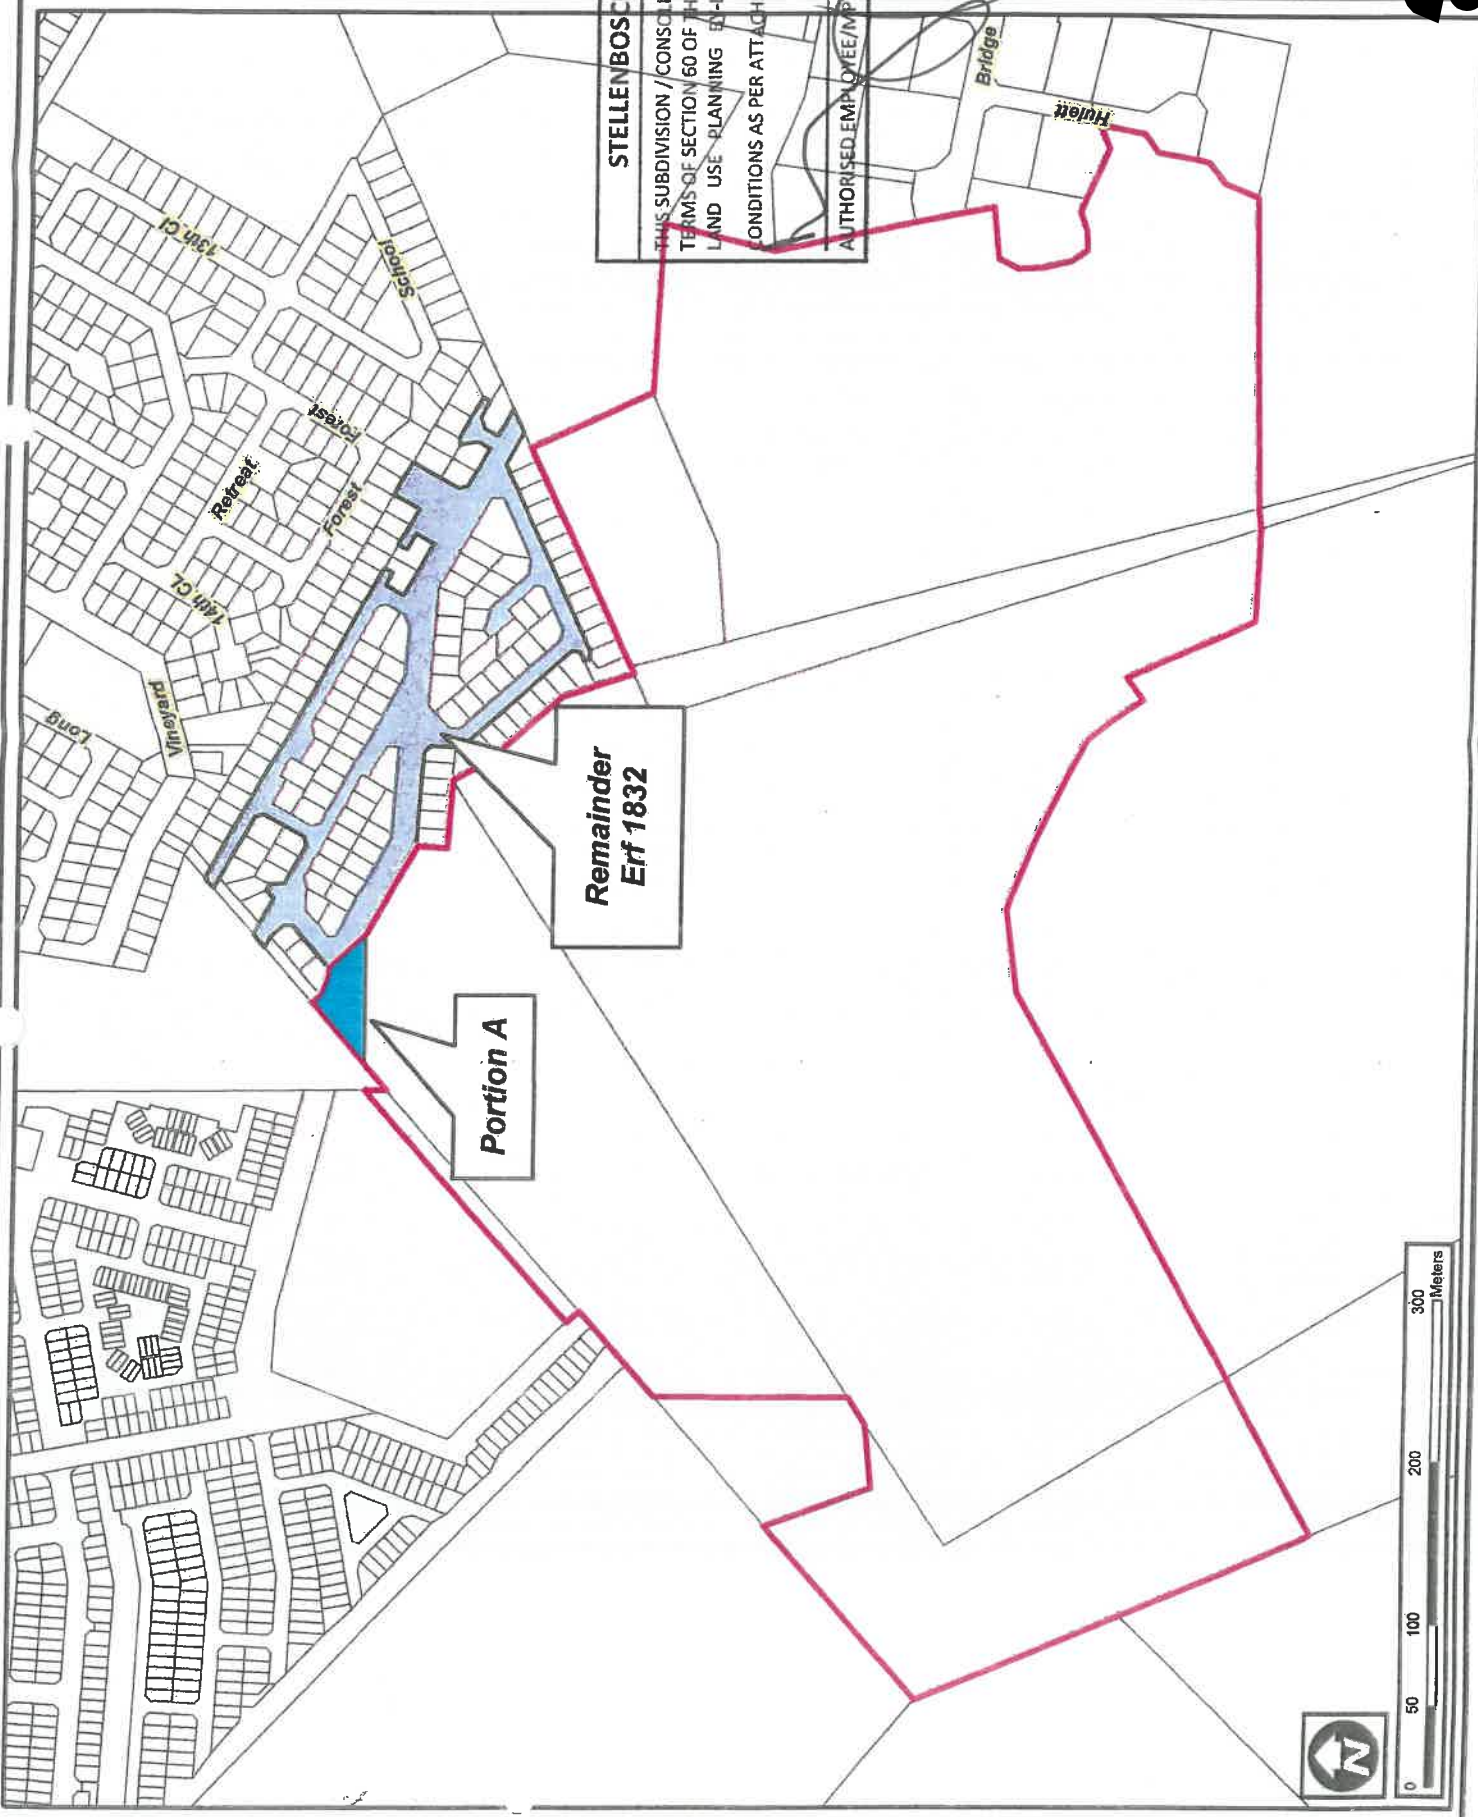 STELLENBOSC
THIS SUBDIVISION / CONSOLI
TERMS OF SECTION 60 OF TH
LAND USE PLANNING BY-
CONDITIONS AS PER ATTACH
AUTHORISED EMPLOYEE/MP
Long
Vineyard
14th CL
Retreat
Forest
Forest
13th Cl
School
Bridge
Hulett
Portion A
Remainder
Erf 1832
N
0 50 100 200 300
Meters